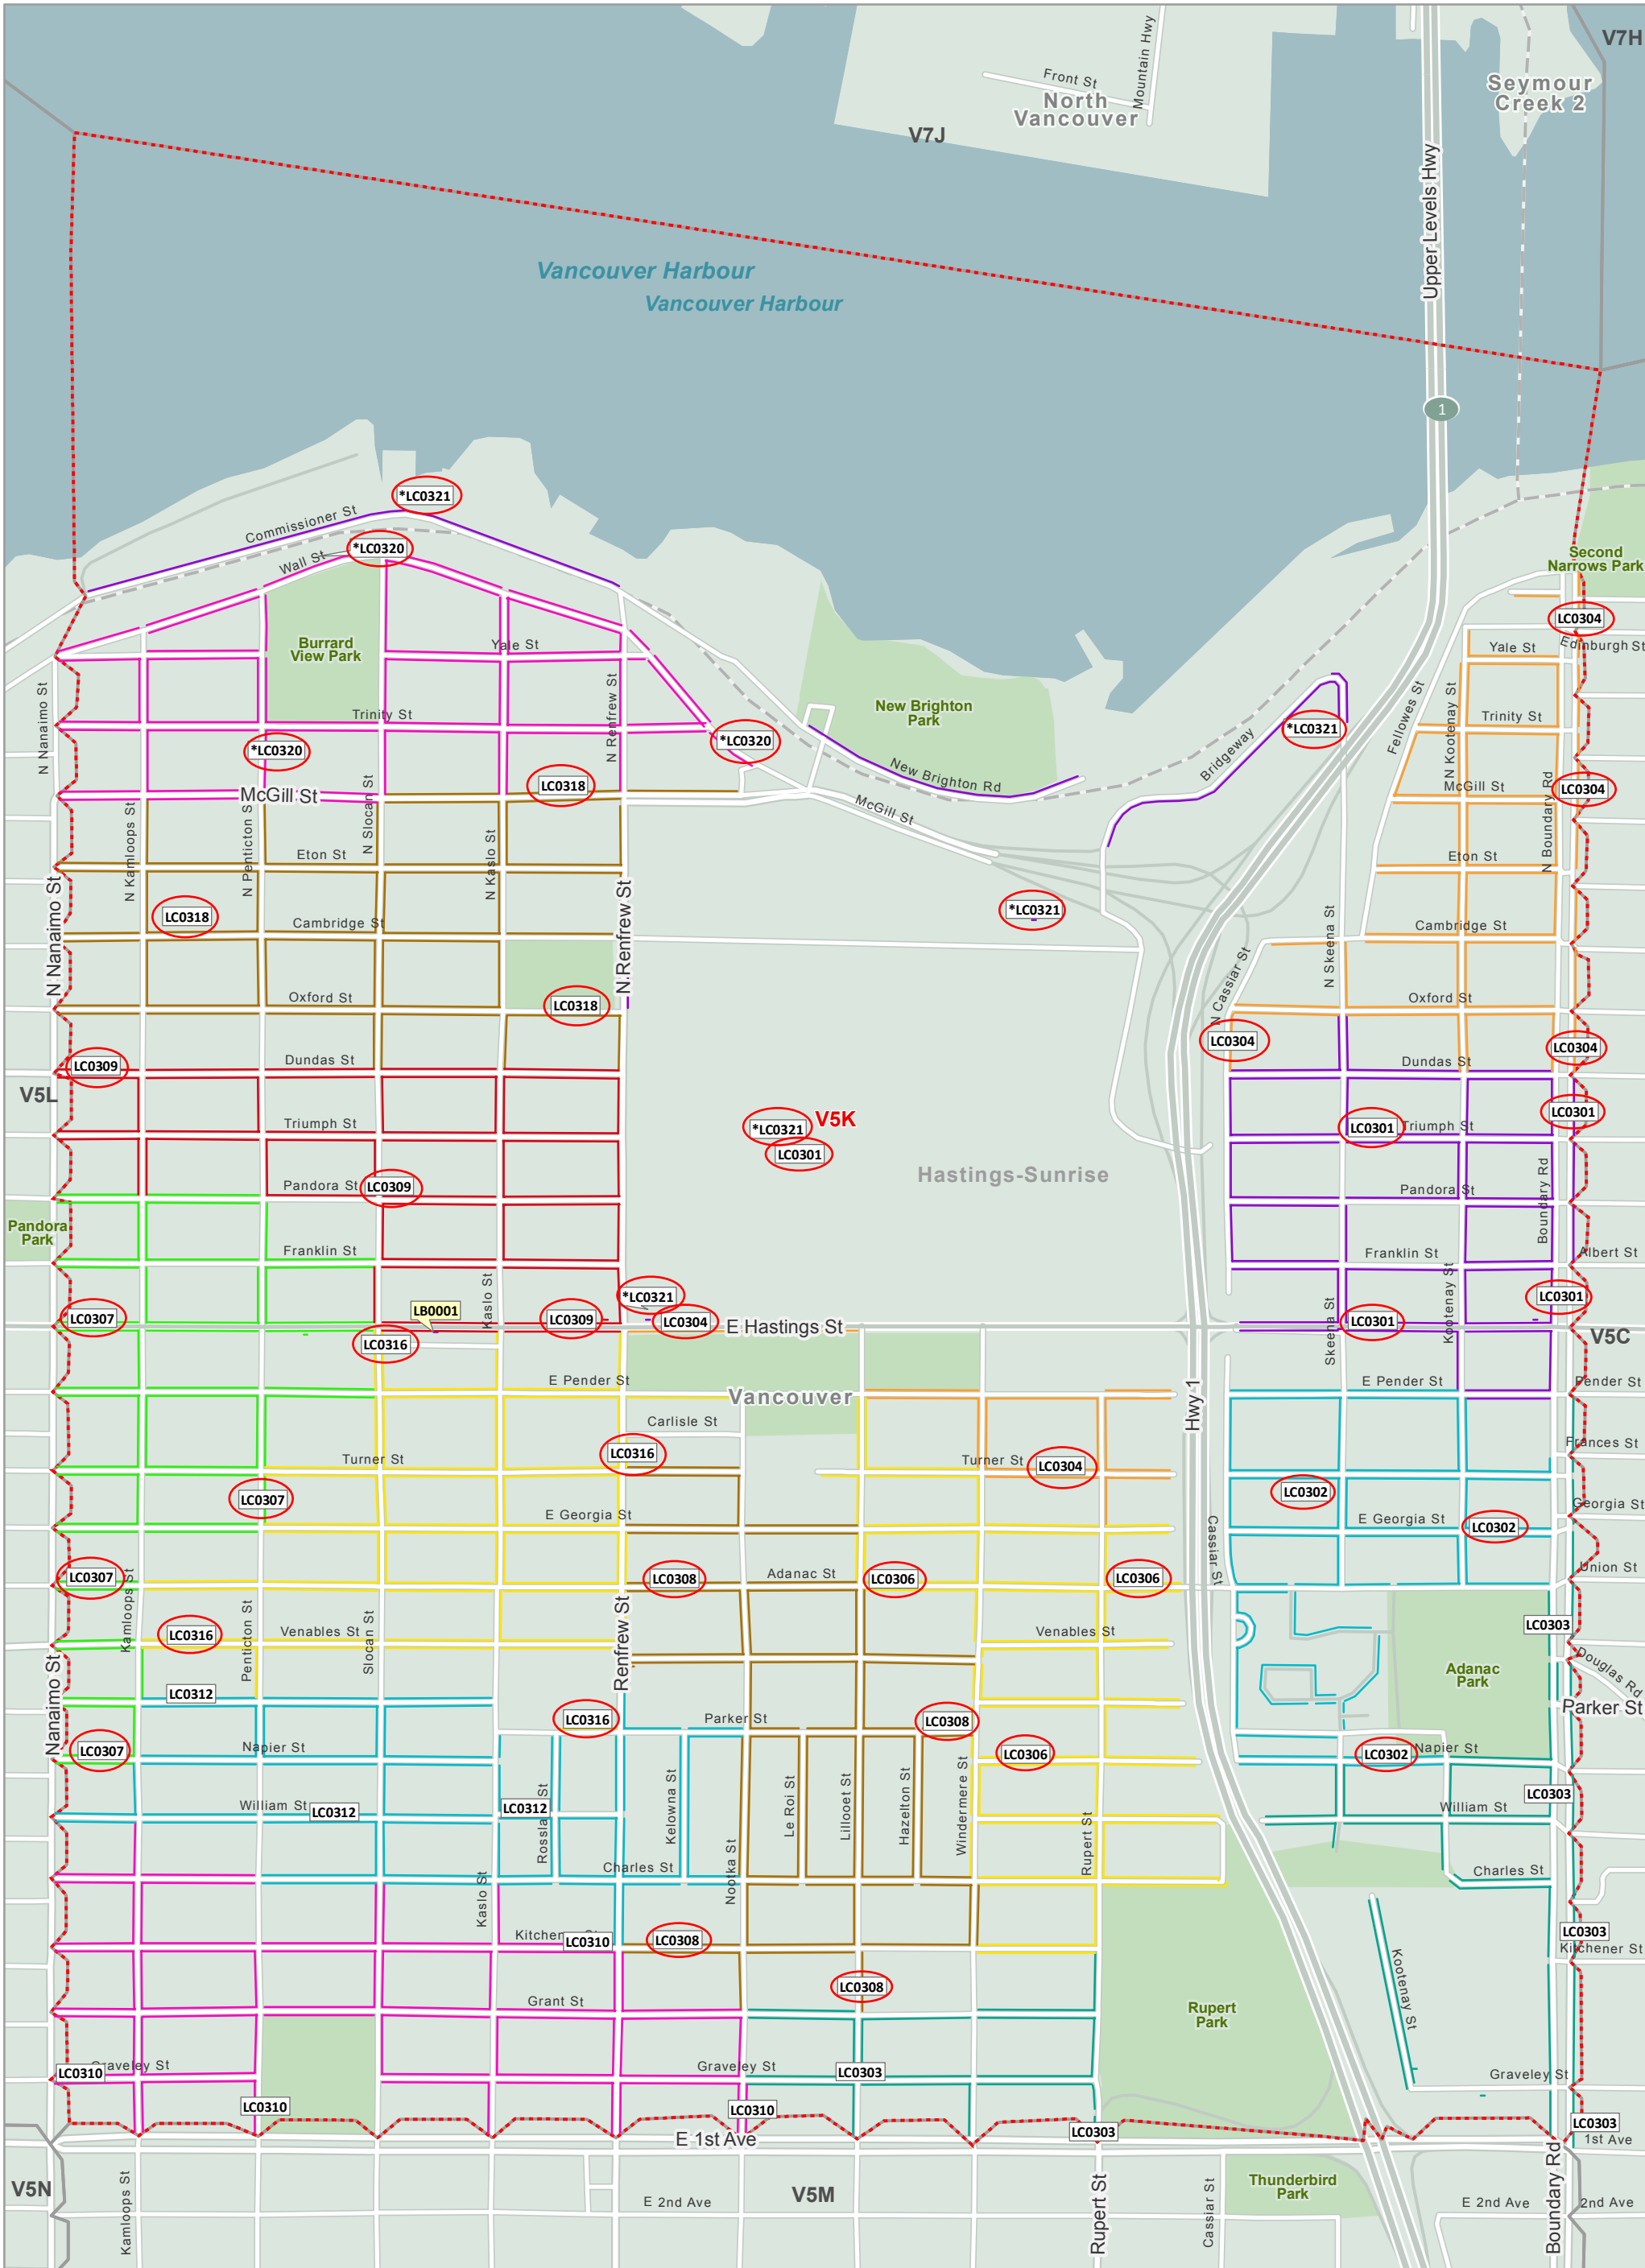 V7H
Seymour
Creek 2
Front St
Mountain Hwy
North
Vancouver
V7J
Upper Levels Hwy
Vancouver Harbour
Vancouver Harbour
1
*LC0321
Commissioner St
*LC0320
Wall St
Second
Narrows Park
LC0304
Edinburgh St
Burrard
View Park
Yale St
Yale St
N Nanaimo St
N Renfrew St
Fellowes St
N Kootenay St
New Brighton
Park
Trinity St
Trinity St
*LC0320
*LC0320
*LC0321
Bridgeway
New Brighton Rd
LC0318
McGill St
McGill St
McGill St
LC0304
N Boundary Rd
N Kamloops St
N Penticton St
N Slocan St
N Kaslo St
Eton St
Eton St
N Nanaimo St
N Renfrew St
LC0318
*LC0321
Cambridge St
Cambridge St
N Skeena St
N Cassiar St
Oxford St
LC0318
Oxford St
LC0304
LC0304
LC0309
Dundas St
Dundas St
V5L
*LC0321
V5K
LC0301
LC0301
Triumph St
Triumph St
LC0301
Hastings-Sunrise
Pandora St
LC0309
Pandora St
Boundary Rd
Pandora
Park
Franklin St
Franklin St
Albert St
Kaslo St
*LC0321
LC0301
LC0307
LB0001
LC0309
LC0304
E Hastings St
LC0301
Skeena St
Kootenay St
V5C
LC0316
E Pender St
Vancouver
Hwy 1
E Pender St
Pender St
Carlisle St
Turner St
LC0316
Turner St
LC0304
Frances St
LC0307
LC0302
E Georgia St
E Georgia St
LC0302
Georgia St
Cassiar St
LC0307
Kamloops St
LC0308
Adanac St
LC0306
LC0306
Union St
LC0316
Penticton St
Venables St
Slocan St
Renfrew St
Venables St
LC0303
Nanaimo St
Adanac
Park
Douglas Rd
LC0312
LC0316
Parker St
LC0308
Parker St
LC0307
Napier St
LC0306
LC0302
Napier St
William St
LC0312
LC0312
Kelowna St
Le Roi St
Lillooet St
Hazelton St
Windermere St
Rupert St
William St
LC0303
Kaslo St
Charles St
Nootka St
Charles St
LC0310
LC0308
LC0303
Kitchener St
Kootenay St
LC0308
Grant St
Rupert
Park
LC0310
Graveley St
LC0303
Graveley St
LC0310
LC0310
LC0303
LC0303
E 1st Ave
1st Ave
V5N
V5M
Thunderbird
Park
Kamloops St
E 2nd Ave
Rupert St
Cassiar St
E 2nd Ave
Boundary Rd
2nd Ave